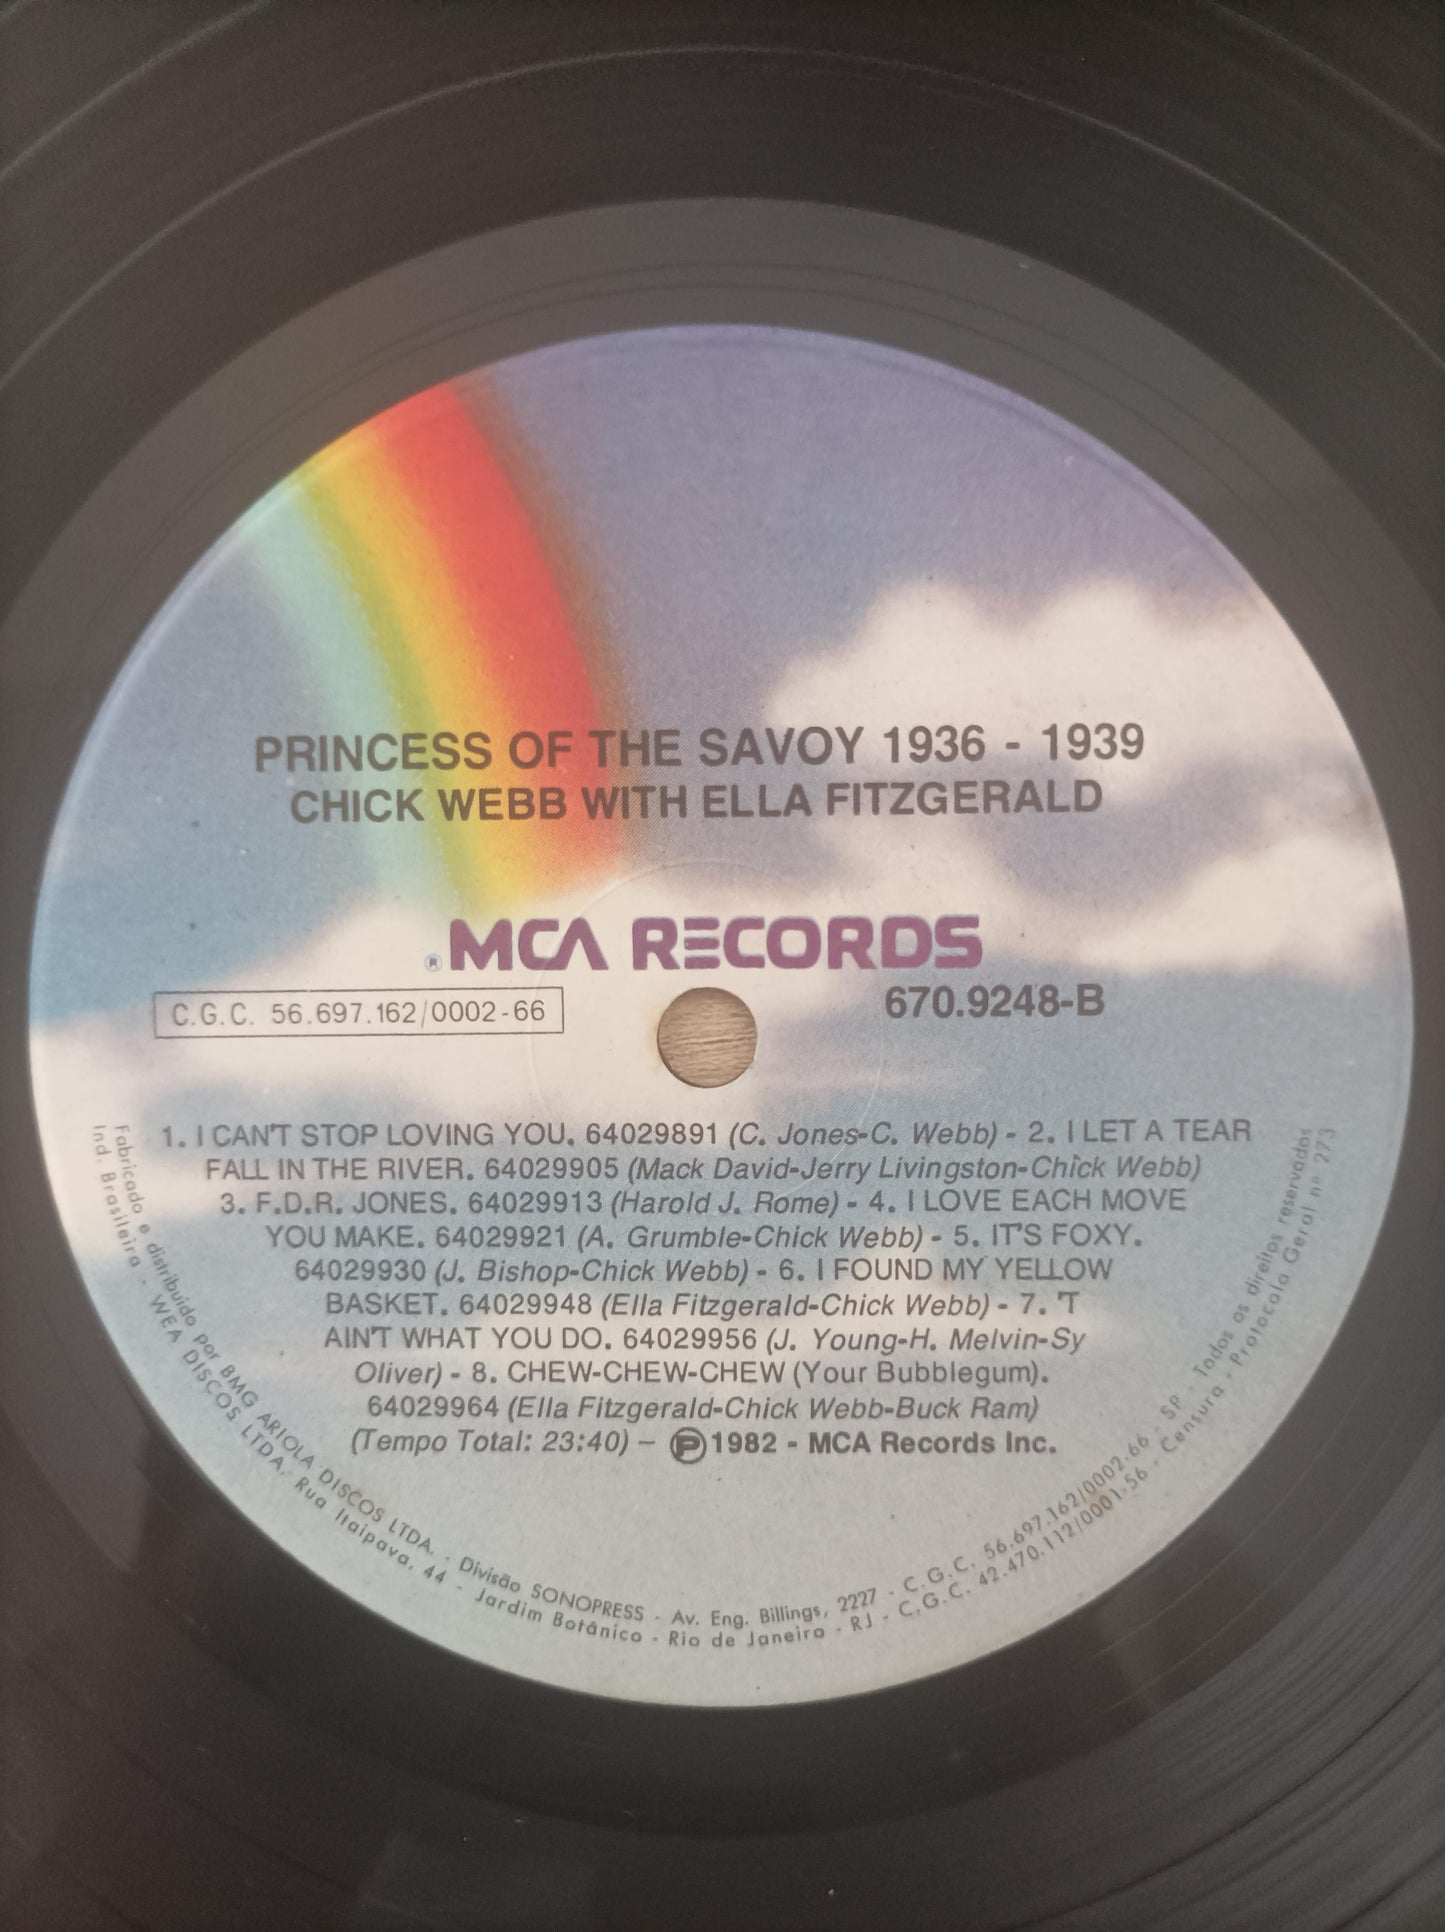 PRINCESS OF THE SAVOY 1936 - 1939
CHICK WEBB WITH ELLA FITZGERALD
® MCA RECORDS
C.G.C. 56.697.162/0002-66
670.9248-B
1. I CAN'T STOP LOVING YOU. 64029891 (C. Jones-C. Webb) - 2. I LET A TEAR
FALL IN THE RIVER. 64029905 (Mack David-Jerry Livingston-Chick Webb)
3. F.D.R. JONES. 64029913 (Harold J. Rome) - 4. I LOVE EACH MOVE
YOU MAKE. 64029921 (A. Grumble-Chick Webb) - 5. IT'S FOXY.
64029930 (J. Bishop-Chick Webb) - 6. I FOUND MY YELLOW
BASKET. 64029948 (Ella Fitzgerald-Chick Webb) - 7. 'T
AIN'T WHAT YOU DO. 64029956 (J. Young-H. Melvin-Sy
Oliver) - 8. CHEW-CHEW-CHEW (Your Bubblegum).
64029964 (Ella Fitzgerald-Chick Webb-Buck Ram)
(Tempo Total: 23:40) – ℗ 1982 - MCA Records Inc.
Fabricado e distribuído por BMG ARIOLA DISCOS LTDA. - Divisão SONOPRESS - Av. Eng. Billings, 2227 - C.G.C. 56.697.162/0002-66 - SP - Todos os direitos reservados
Ind. Brasileira - WEA DISCOS LTDA. Rua Itaipava, 44 - Jardim Botânico - Rio de Janeiro - RJ - C.G.C. 42.470.112/0001-56 - Censura - Protocolo Geral nº 273